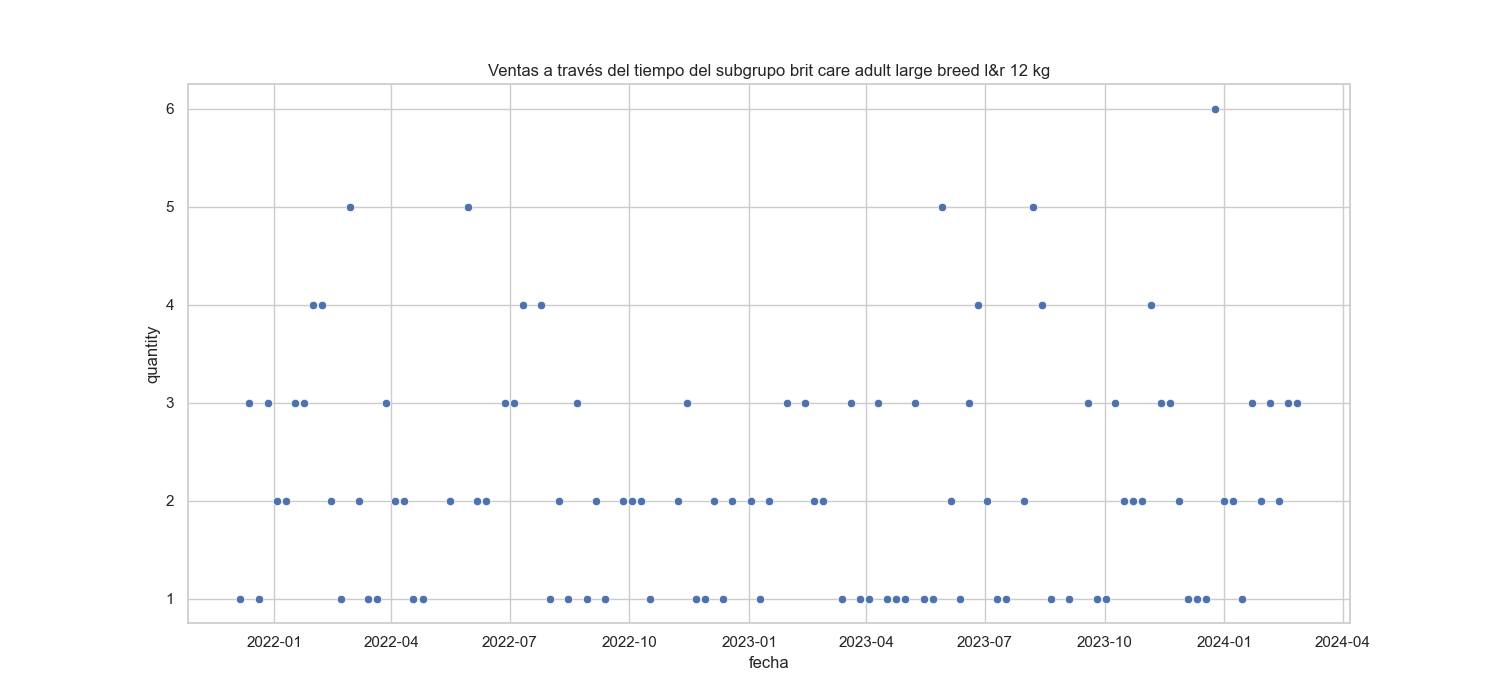 Ventas a través del tiempo del subgrupo brit care adult large breed l&r 12 kg
6
5
4
3
2
1
quantity
2022-01 2022-04 2022-07 2022-10 2023-01 2023-04 2023-07 2023-10 2024-01 2024-04
fecha